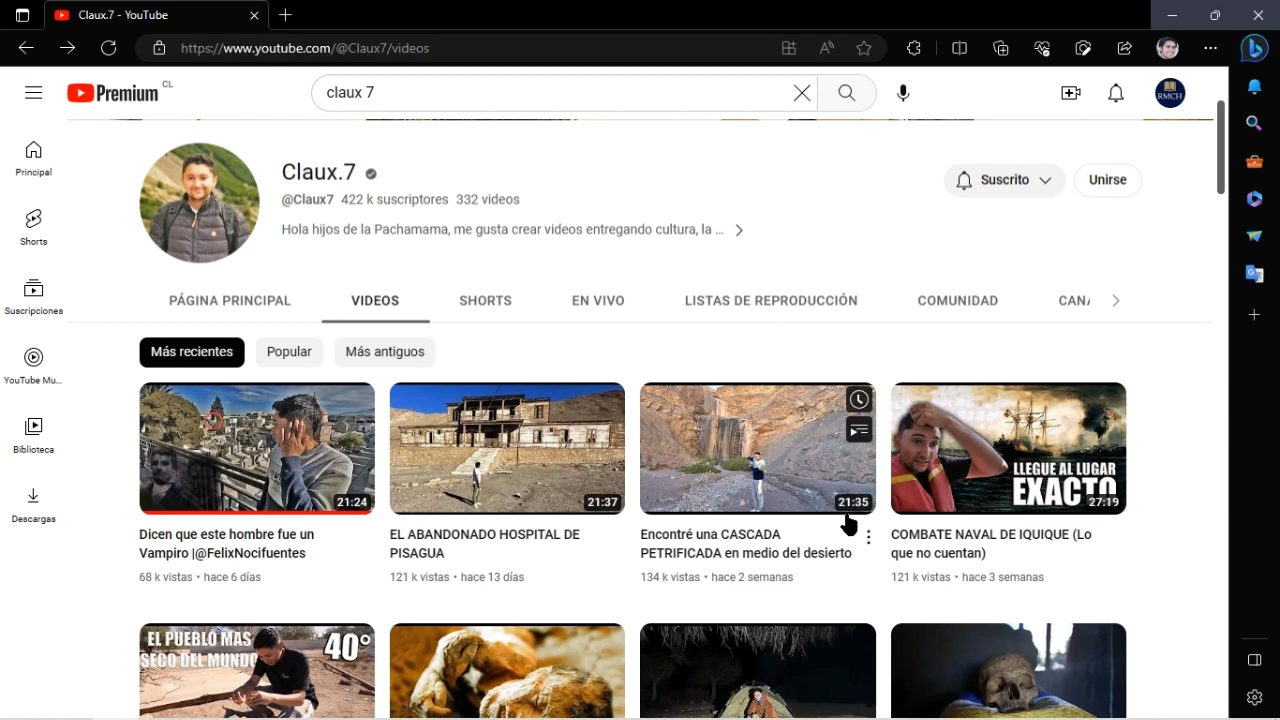 Claux.7 - YouTube
https://www.youtube.com/@Claux7/videos
Premium CL
claux 7
RMCH
Principal
Shorts
Suscripciones
YouTube Mu...
Biblioteca
Descargas
Claux.7
@Claux7 422 k suscriptores 332 videos
Hola hijos de la Pachamama, me gusta crear videos entregando cultura, la ...
Suscrito
Unirse
PÁGINA PRINCIPAL VIDEOS SHORTS EN VIVO LISTAS DE REPRODUCCIÓN COMUNIDAD CANA
Más recientes Popular Más antiguos
21:24
Dicen que este hombre fue un
Vampiro |@FelixNocifuentes
68 k vistas • hace 6 días
21:37
EL ABANDONADO HOSPITAL DE
PISAGUA
121 k vistas • hace 13 días
21:35
Encontré una CASCADA
PETRIFICADA en medio del desierto
134 k vistas • hace 2 semanas
LLEGUE AL LUGAR
EXACTO
27:19
COMBATE NAVAL DE IQUIQUE (Lo
que no cuentan)
121 k vistas • hace 3 semanas
EL PUEBLO MAS
SECO DEL MUNDO
40°